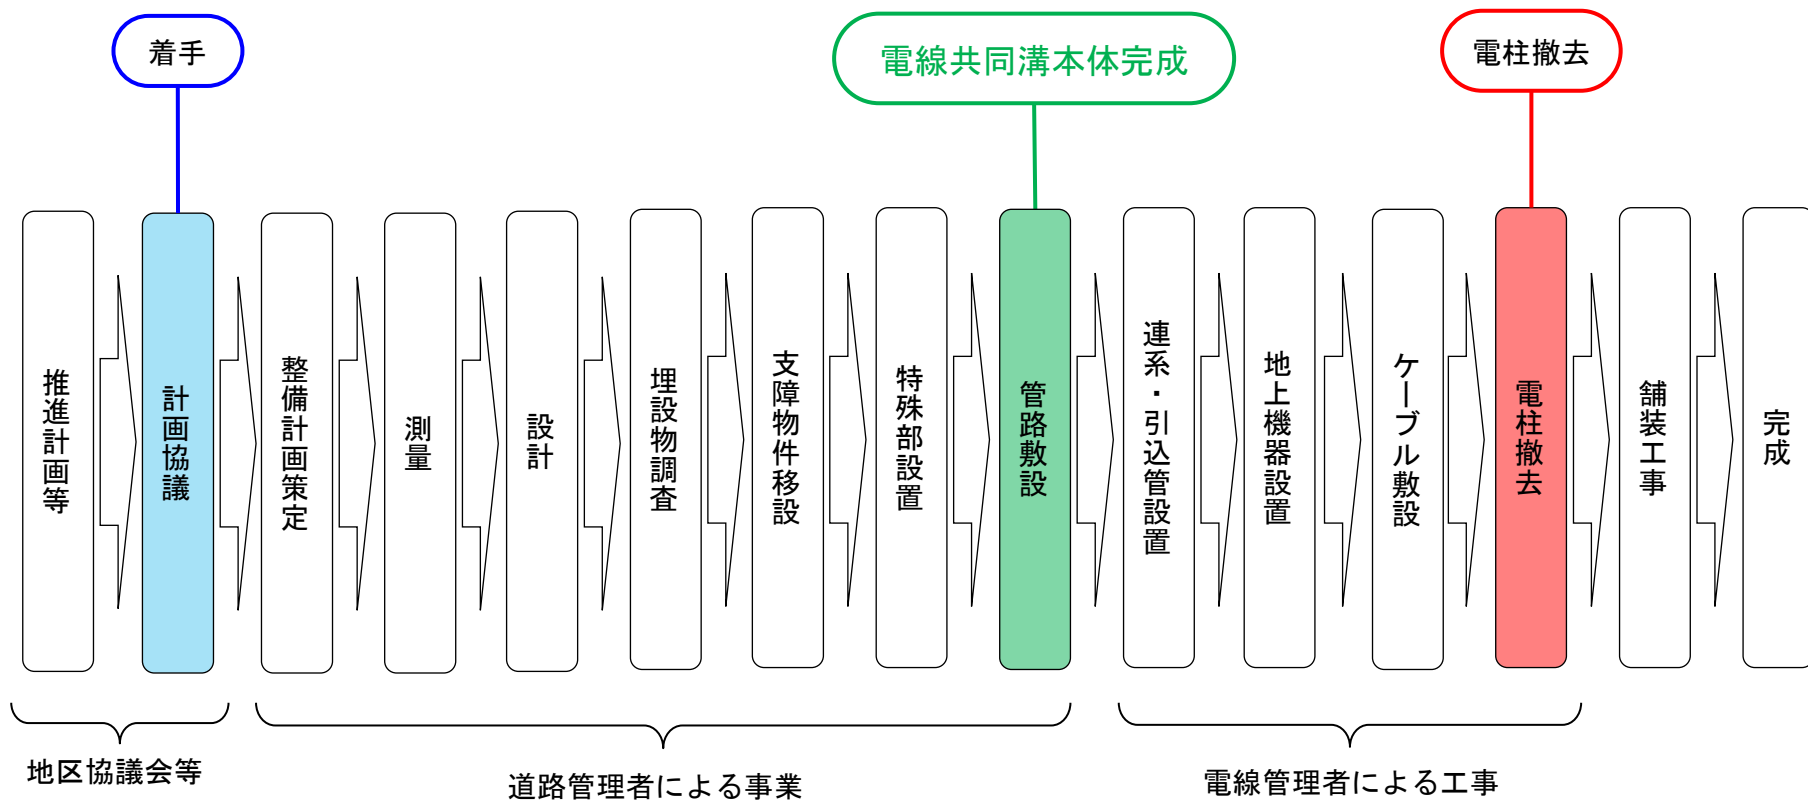 着手
電線共同溝本体完成
電柱撤去
推進計画等
計画協議
整備計画策定
測量
設計
埋設物調査
支障物件移設
特殊部設置
管路敷設
連系・引込管設置
地上機器設置
ケーブル敷設
電柱撤去
舗装工事
完成
地区協議会等
道路管理者による事業
電線管理者による工事